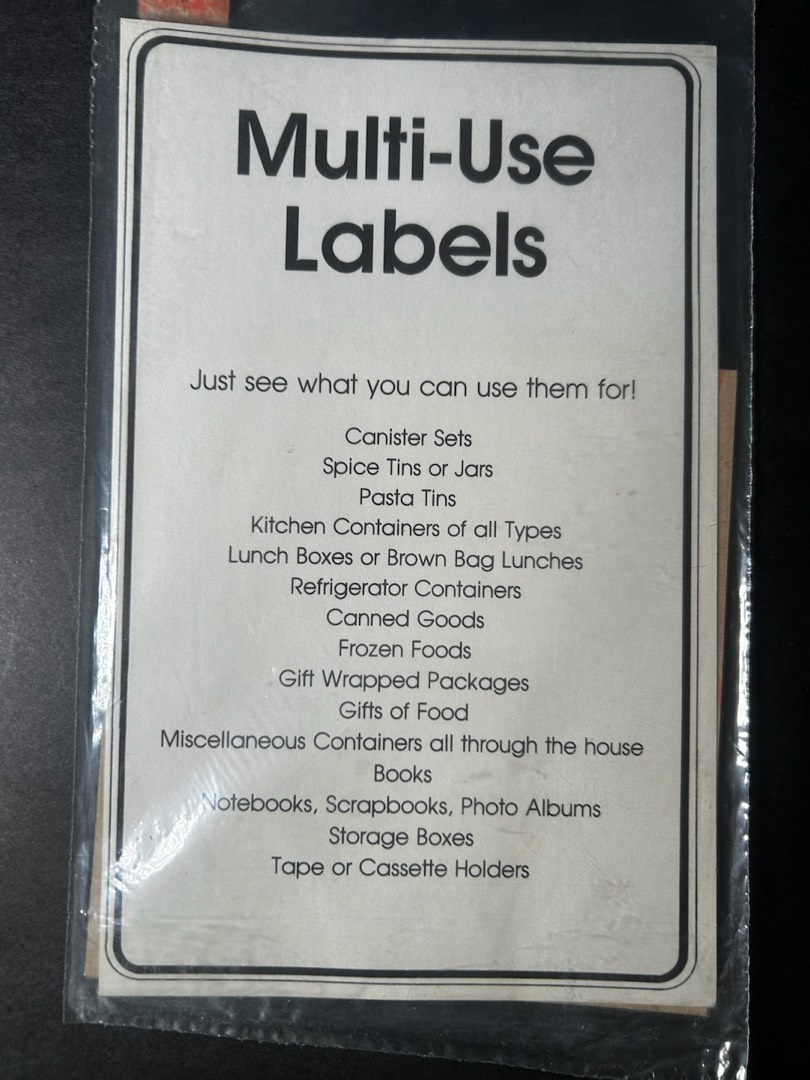 Multi-Use
Labels
Just see what you can use them for!
Canister Sets
Spice Tins or Jars
Pasta Tins
Kitchen Containers of all Types
Lunch Boxes or Brown Bag Lunches
Refrigerator Containers
Canned Goods
Frozen Foods
Gift Wrapped Packages
Gifts of Food
Miscellaneous Containers all through the house
Books
Notebooks, Scrapbooks, Photo Albums
Storage Boxes
Tape or Cassette Holders